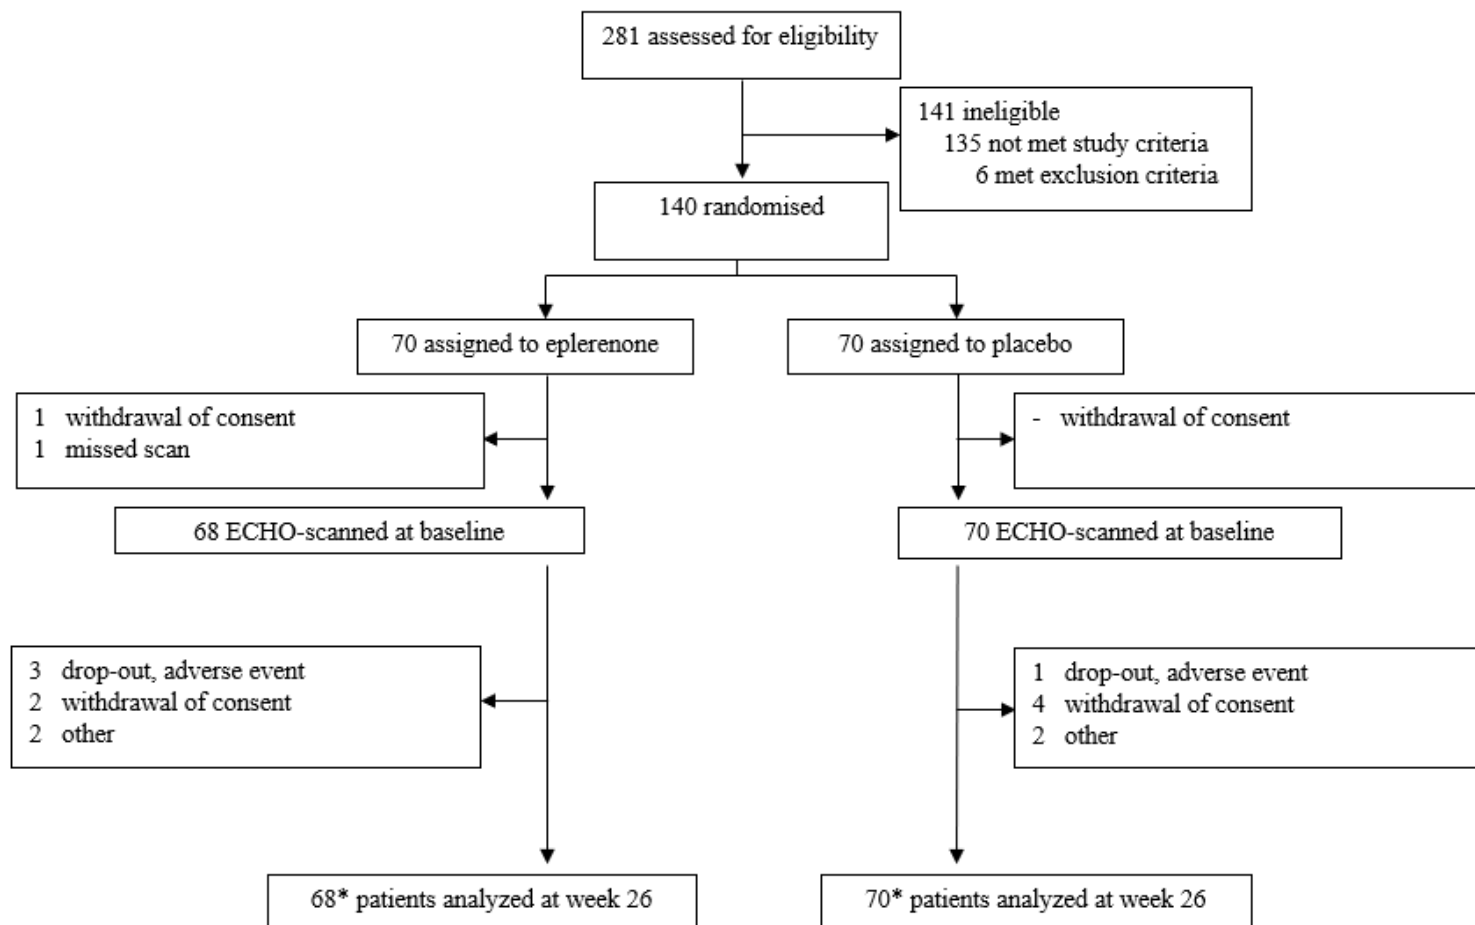 281 assessed for eligibility
141 ineligible
135 not met study criteria
6 met exclusion criteria
140 randomised
70 assigned to eplerenone
70 assigned to placebo
1 withdrawal of consent
1 missed scan
- withdrawal of consent
68 ECHO-scanned at baseline
70 ECHO-scanned at baseline
3 drop-out, adverse event
2 withdrawal of consent
2 other
1 drop-out, adverse event
4 withdrawal of consent
2 other
68* patients analyzed at week 26
70* patients analyzed at week 26